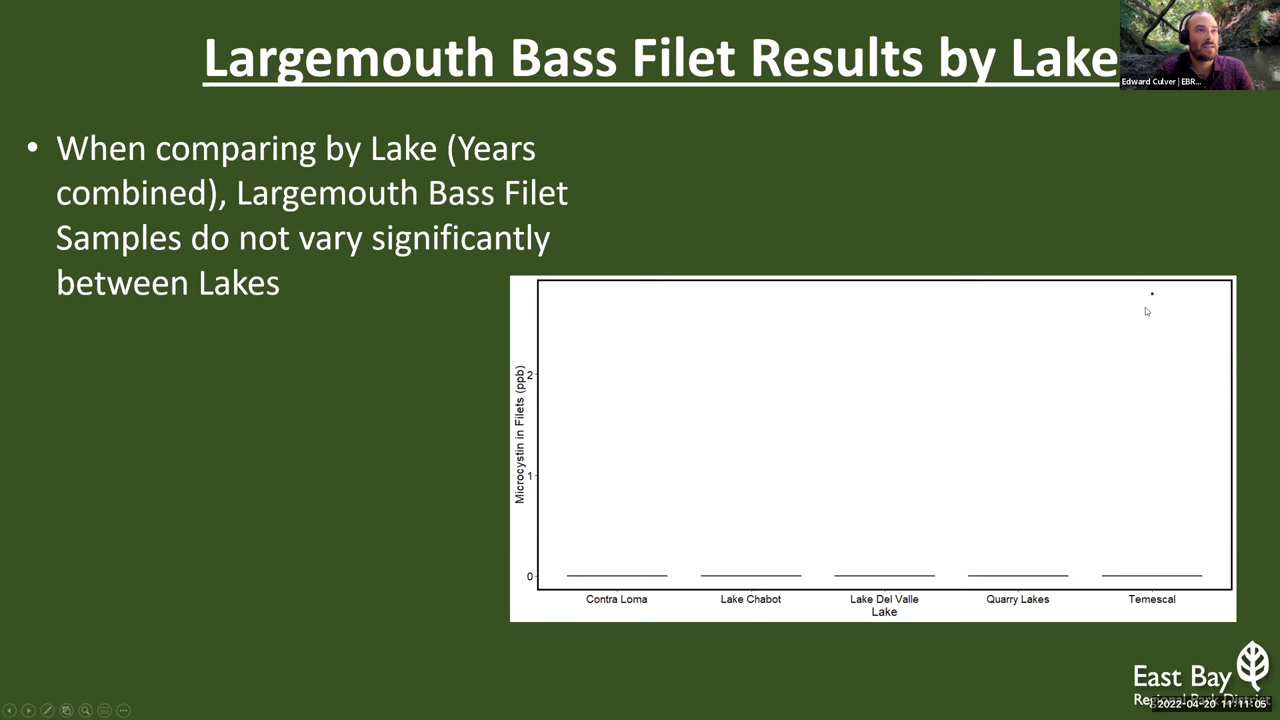 Largemouth Bass Filet Results by Lake
Edward Culver | EBR...
• When comparing by Lake (Years
combined), Largemouth Bass Filet
Samples do not vary significantly
between Lakes
Microcystin in Filets (ppb)
2
1
0
Contra Loma Lake Chabot Lake Del Valle Quarry Lakes Temescal
Lake
East Bay
Regional Park District
2022-04-20 11:11:05